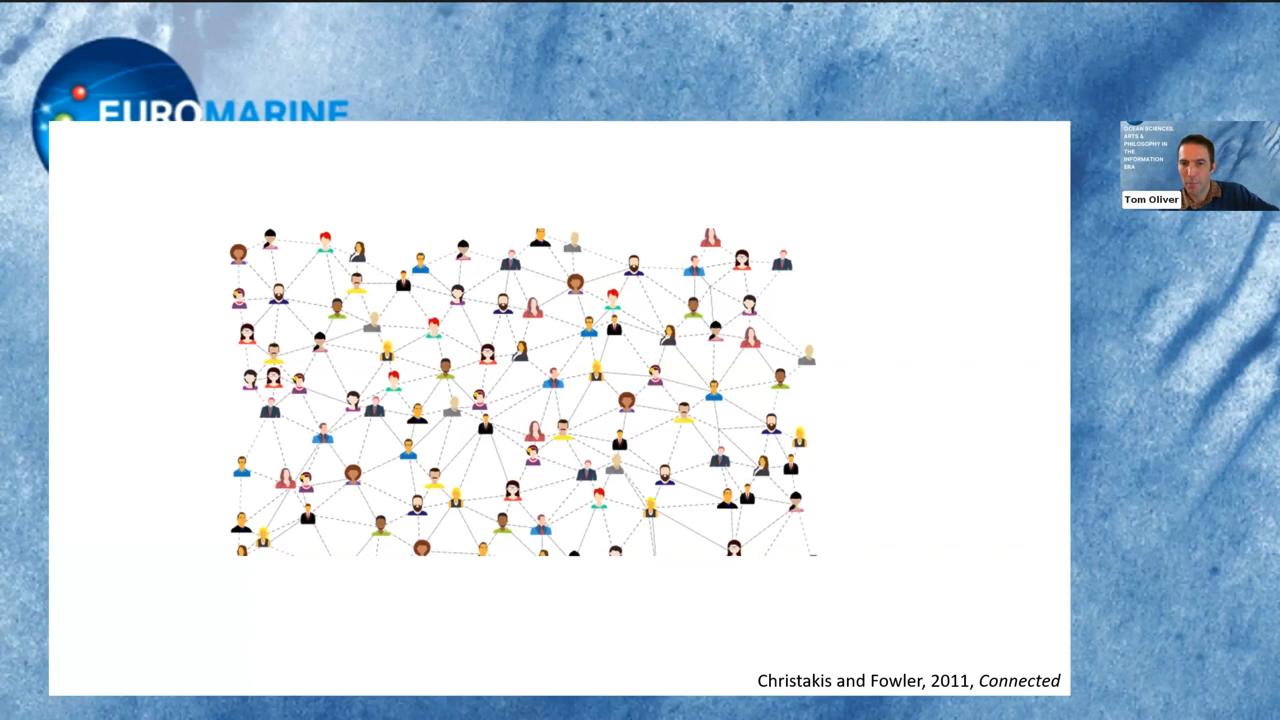 EUROMARINE
OCEAN SCIENCES,
ARTS &
PHILOSOPHY IN
THE
INFORMATION
ERA
Tom Oliver
Christakis and Fowler, 2011, Connected